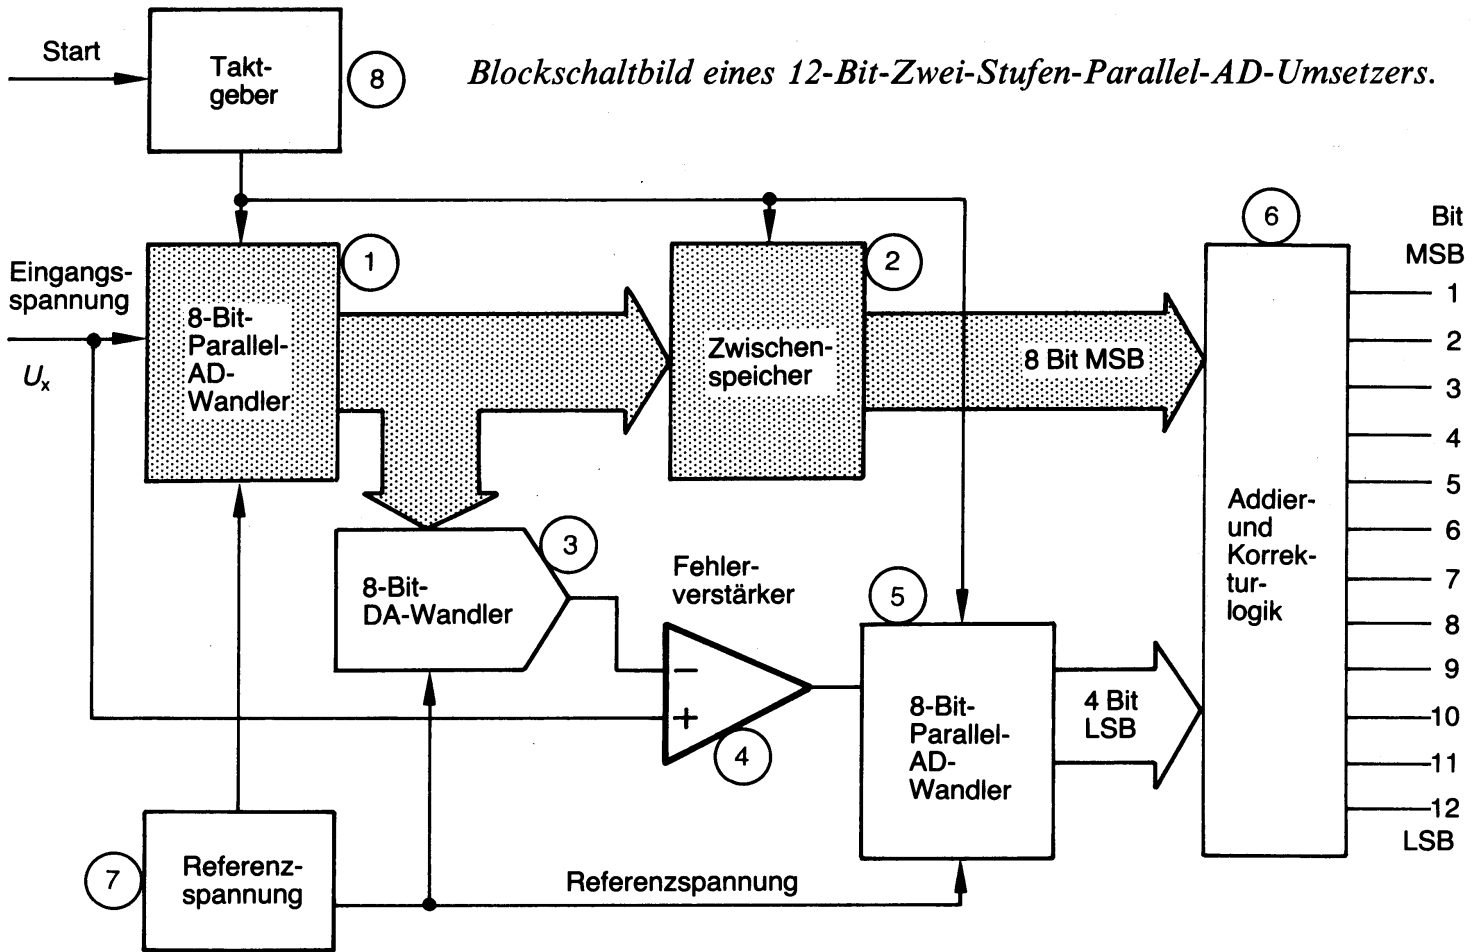 Start
Takt-
geber
8
Blockschaltbild eines 12-Bit-Zwei-Stufen-Parallel-AD-Umsetzers.
Eingangs-
spannung
Ux
1
8-Bit-
Parallel-
AD-
Wandler
2
Zwischen-
speicher
8 Bit MSB
6
Addier-
und
Korrek-
tur-
logik
Bit
MSB
1
2
3
4
5
6
7
8
9
10
11
12
LSB
3
8-Bit-
DA-Wandler
Fehler-
verstärker
−
+
4
5
8-Bit-
Parallel-
AD-
Wandler
4 Bit
LSB
7
Referenz-
spannung
Referenzspannung